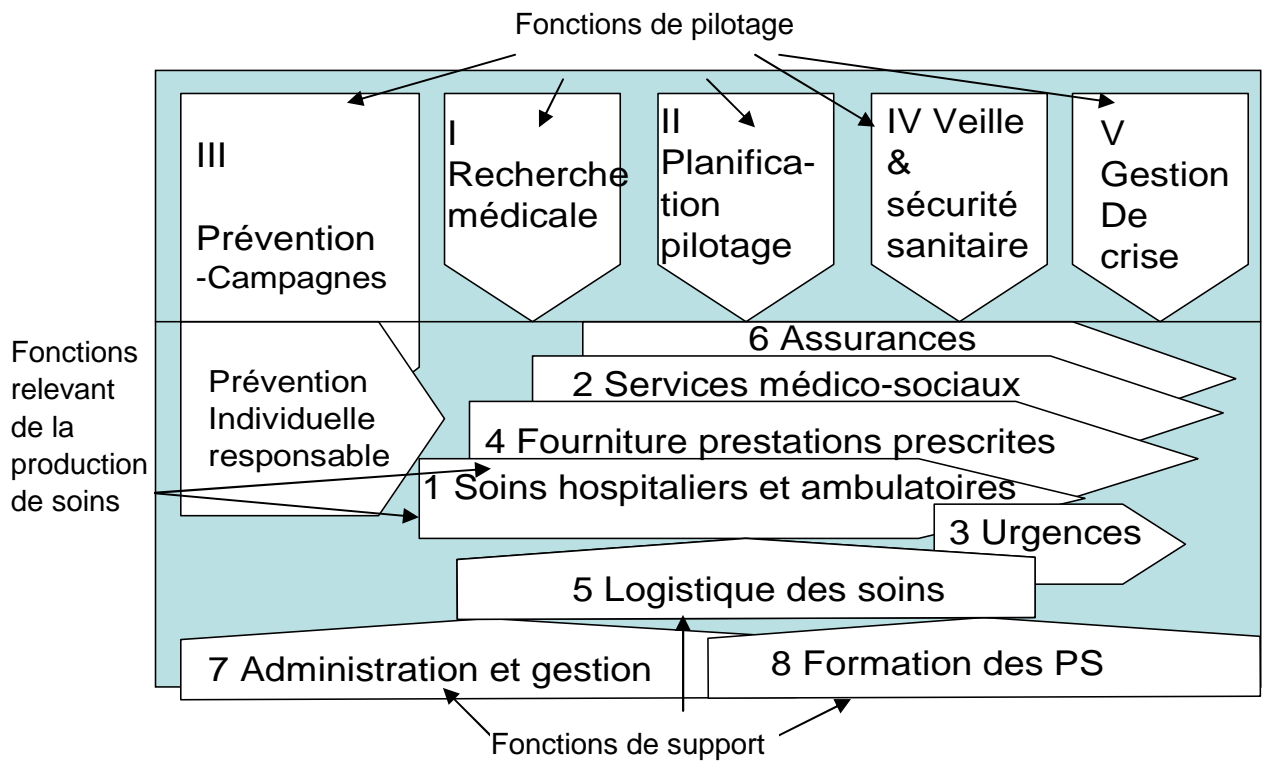 Fonctions de pilotage
III
Prévention
-Campagnes
I
Recherche
médicale
II
Planifica-
tion
pilotage
IV Veille
&
sécurité
sanitaire
V
Gestion
De
crise
Fonctions
relevant
de la
production
de soins
Prévention
Individuelle
responsable
6 Assurances
2 Services médico-sociaux
4 Fourniture prestations prescrites
1 Soins hospitaliers et ambulatoires
3 Urgences
5 Logistique des soins
7 Administration et gestion
8 Formation des PS
Fonctions de support